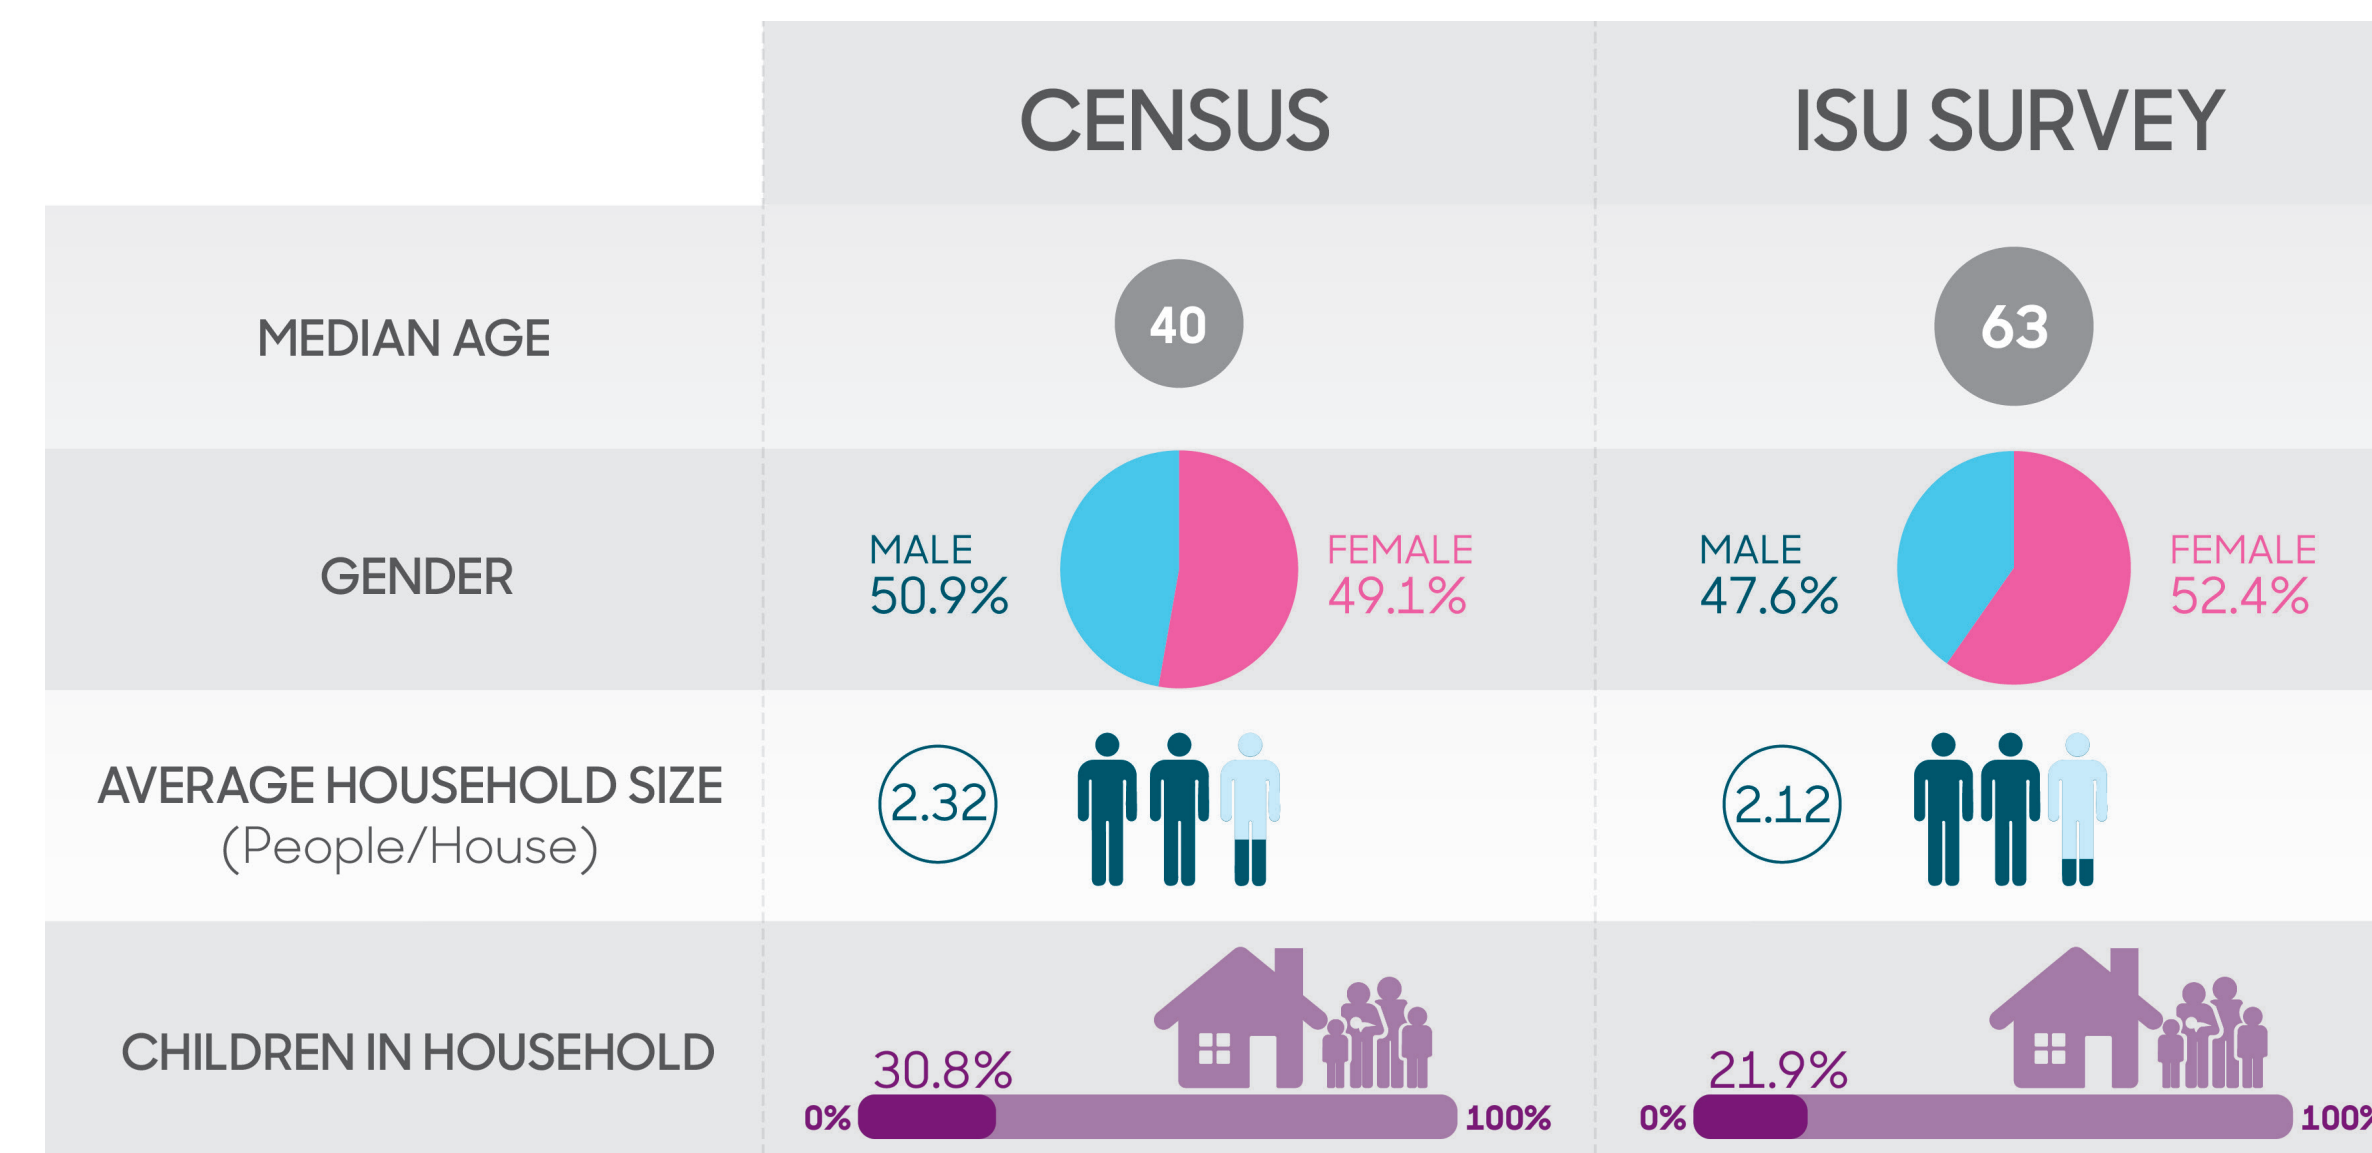 CENSUS
ISU SURVEY
MEDIAN AGE
40
63
GENDER
MALE
50.9%
FEMALE
49.1%
MALE
47.6%
FEMALE
52.4%
AVERAGE HOUSEHOLD SIZE
(People/House)
2.32
2.12
CHILDREN IN HOUSEHOLD
30.8%
0%
100%
21.9%
0%
100%